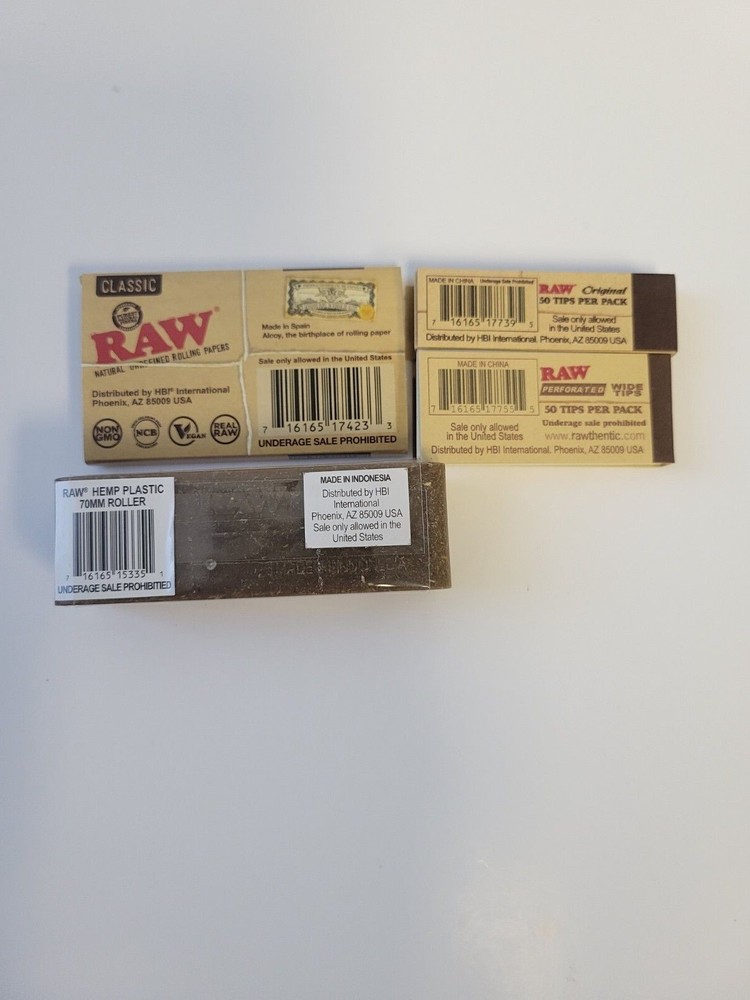 CLASSIC
RAW®
NATURAL UNREFINED ROLLING PAPERS
Distributed by HBI® International
Phoenix, AZ 85009 USA
NON GMO
NCB
VEGAN
REAL RAW
Made in Spain
Alcoy, the birthplace of rolling paper
Sale only allowed in the United States
7 16165 17423 3
UNDERAGE SALE PROHIBITED
MADE IN CHINA Underage Sale Prohibited
7 16165 17739 5
RAW® Original
50 TIPS PER PACK
Sale only allowed
in the United States
Distributed by HBI International. Phoenix, AZ 85009 USA
MADE IN CHINA
7 16165 17755 5
RAW
PERFORATED WIDE TIPS
50 TIPS PER PACK
Underage sale prohibited
www.rawthentic.com
Sale only allowed
in the United States
Distributed by HBI International. Phoenix, AZ 85009 USA
RAW® HEMP PLASTIC
70MM ROLLER
7 16165 15335 1
UNDERAGE SALE PROHIBITIED
MADE IN INDONESIA
Distributed by HBI
International
Phoenix, AZ 85009 USA
Sale only allowed in the
United States